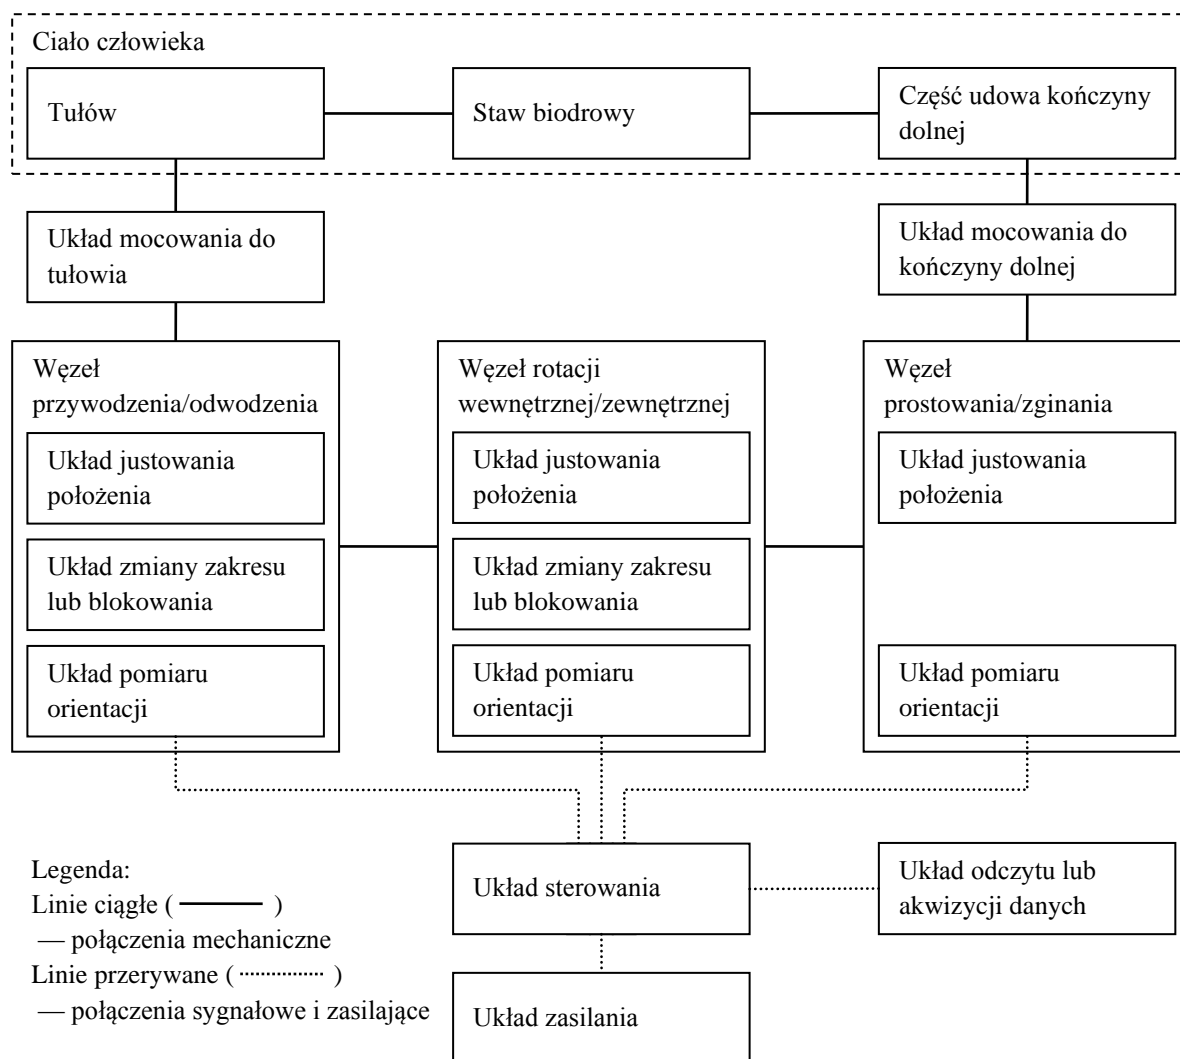 Ciało człowieka
Tułów
Staw biodrowy
Część udowa kończyny
dolnej
Układ mocowania do
tułowia
Układ mocowania do
kończyny dolnej
Węzeł
przywodzenia/odwodzenia
Układ justowania
położenia
Układ zmiany zakresu
lub blokowania
Układ pomiaru
orientacji
Węzeł rotacji
wewnętrznej/zewnętrznej
Układ justowania
położenia
Układ zmiany zakresu
lub blokowania
Układ pomiaru
orientacji
Węzeł
prostowania/zginania
Układ justowania
położenia
Układ pomiaru
orientacji
Układ sterowania
Układ odczytu lub
akwizycji danych
Układ zasilania
Legenda:
Linie ciągłe ( )
— połączenia mechaniczne
Linie przerywane ( )
— połączenia sygnałowe i zasilające